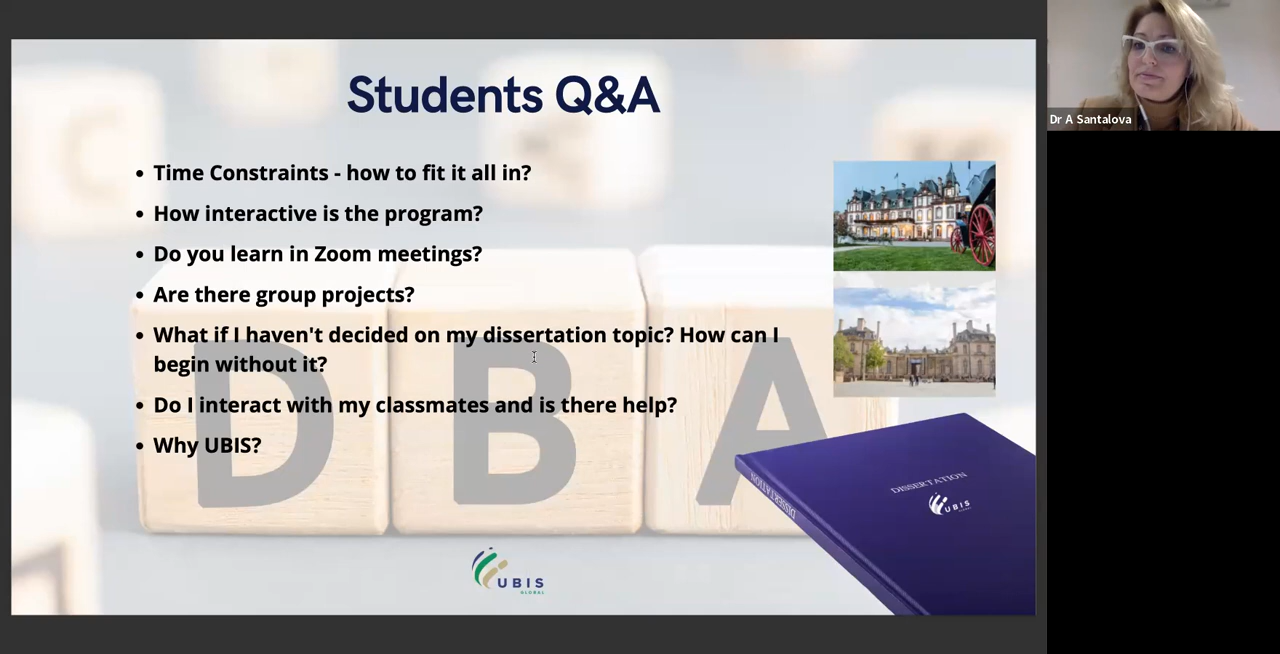 Students Q&A
• Time Constraints - how to fit it all in?
• How interactive is the program?
• Do you learn in Zoom meetings?
• Are there group projects?
• What if I haven't decided on my dissertation topic? How can I
begin without it?
• Do I interact with my classmates and is there help?
• Why UBIS?
D B A
DISSERTATION
DISSERTATION
UBIS
GLOBAL
UBIS
GLOBAL
Dr A Santalova